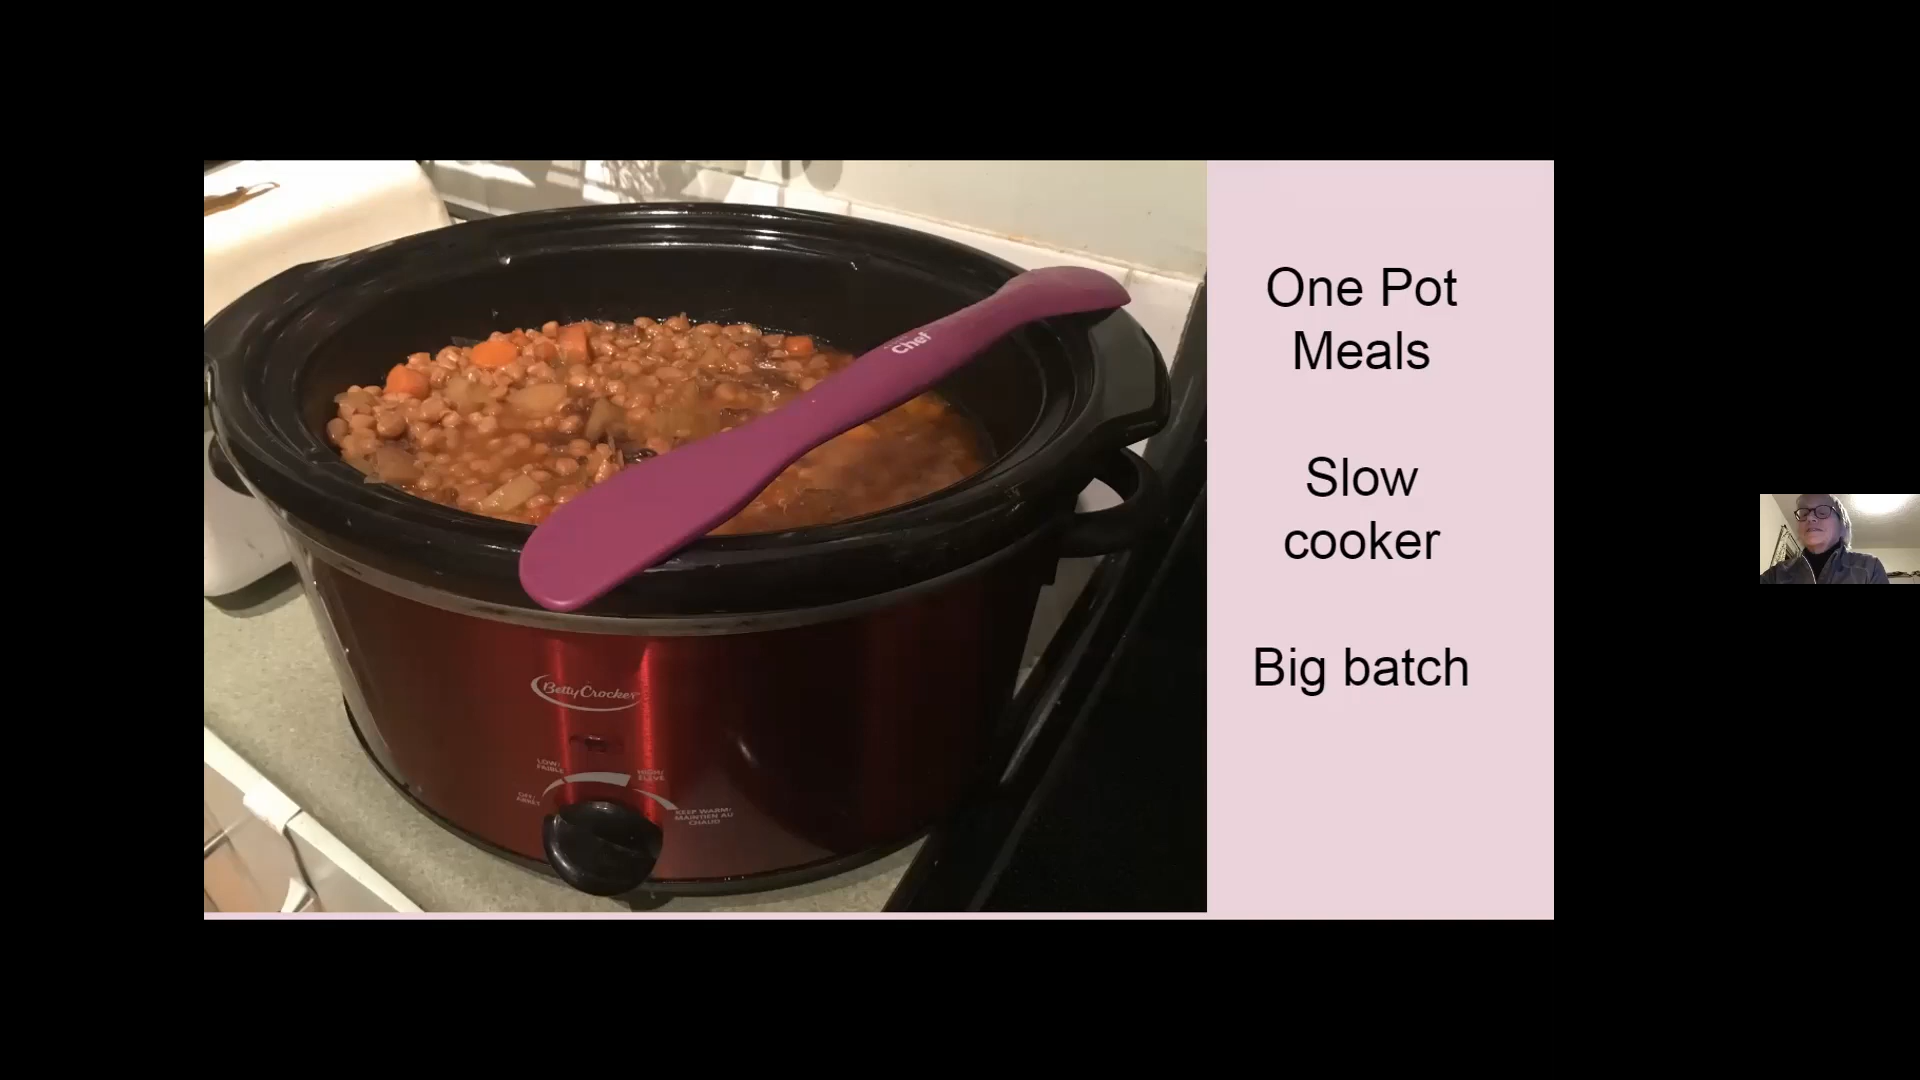 One Pot
Meals
Slow
cooker
Big batch
Chef
Betty Crocker
LOW/
FAIBLE
HIGH/
ÉLEVÉ
OFF/
KEEP WARM/
MAINTIEN AU
CHAUD